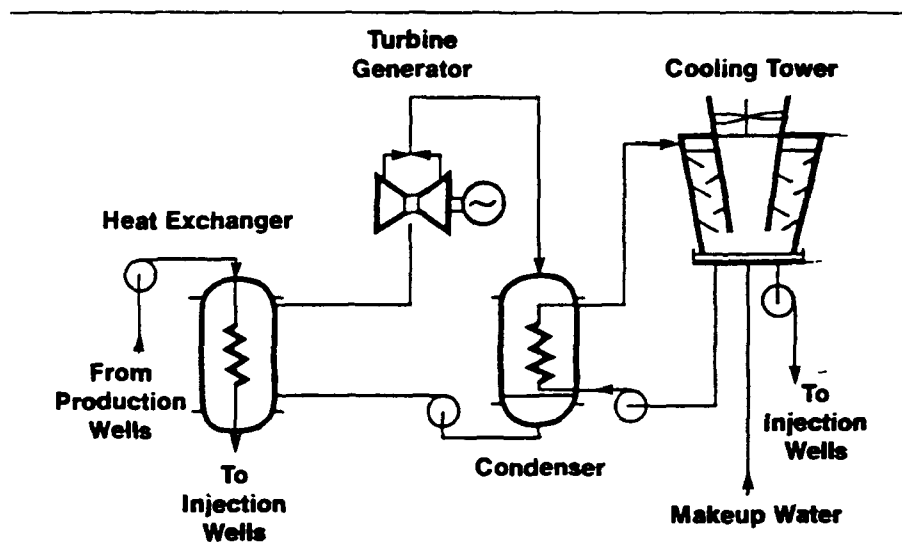 Turbine
Generator
Cooling Tower
Heat Exchanger
From
Production
Wells
To
Injection
Wells
Condenser
To
Injection
Wells
Makeup Water